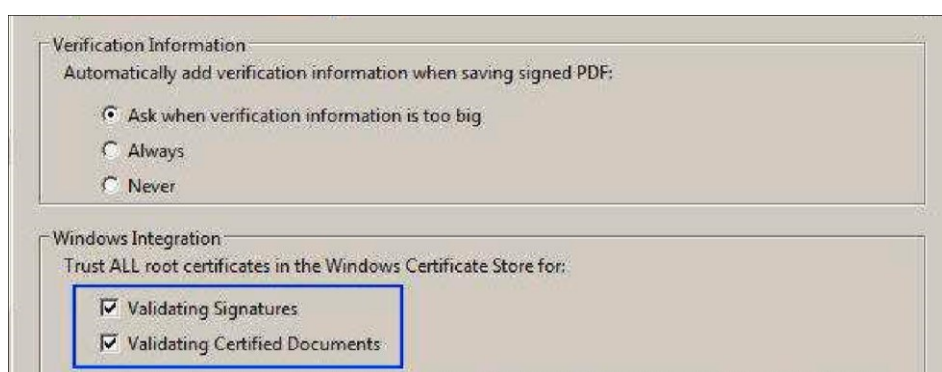 Verification Information
Automatically add verification information when saving signed PDF:
Ask when verification information is too big
Always
Never
Windows Integration
Trust ALL root certificates in the Windows Certificate Store for:
Validating Signatures
Validating Certified Documents